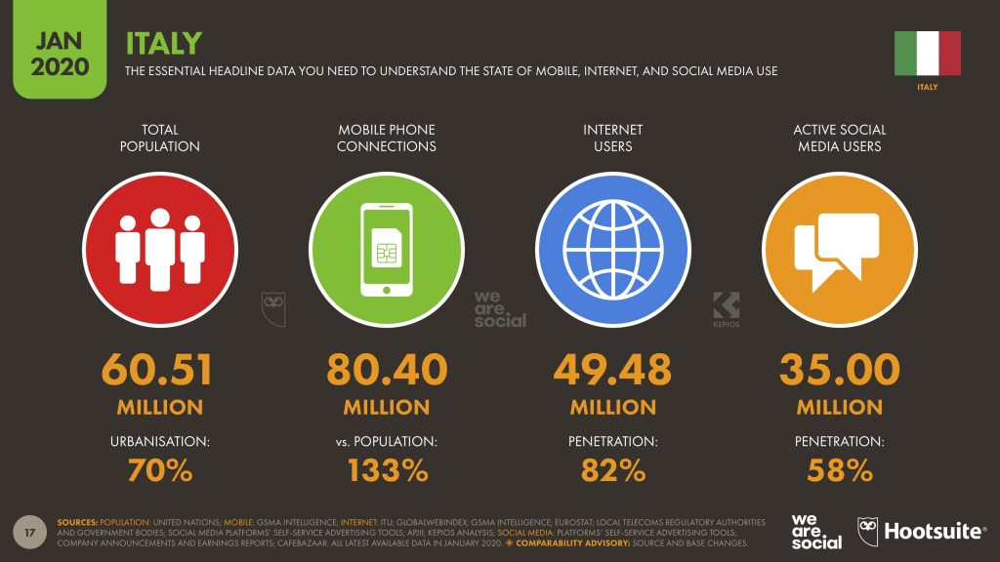 JAN
2020
ITALY
THE ESSENTIAL HEADLINE DATA YOU NEED TO UNDERSTAND THE STATE OF MOBILE, INTERNET, AND SOCIAL MEDIA USE
ITALY
TOTAL
POPULATION
MOBILE PHONE
CONNECTIONS
INTERNET
USERS
ACTIVE SOCIAL
MEDIA USERS
we
are
social
KEPIOS
60.51
MILLION
80.40
MILLION
49.48
MILLION
35.00
MILLION
URBANISATION:
70%
vs. POPULATION:
133%
PENETRATION:
82%
PENETRATION:
58%
17
SOURCES: POPULATION: UNITED NATIONS; MOBILE: GSMA INTELLIGENCE; INTERNET: ITU; GLOBALWEBINDEX; GSMA INTELLIGENCE; EUROSTAT; LOCAL TELECOMS REGULATORY AUTHORITIES
AND GOVERNMENT BODIES; SOCIAL MEDIA PLATFORMS' SELF-SERVICE ADVERTISING TOOLS; APJII; KEPIOS ANALYSIS; SOCIAL MEDIA: PLATFORMS' SELF-SERVICE ADVERTISING TOOLS;
COMPANY ANNOUNCEMENTS AND EARNINGS REPORTS; CAFEBAZAAR. ALL LATEST AVAILABLE DATA IN JANUARY 2020. ◈ COMPARABILITY ADVISORY: SOURCE AND BASE CHANGES.
we
are
social
Hootsuite®